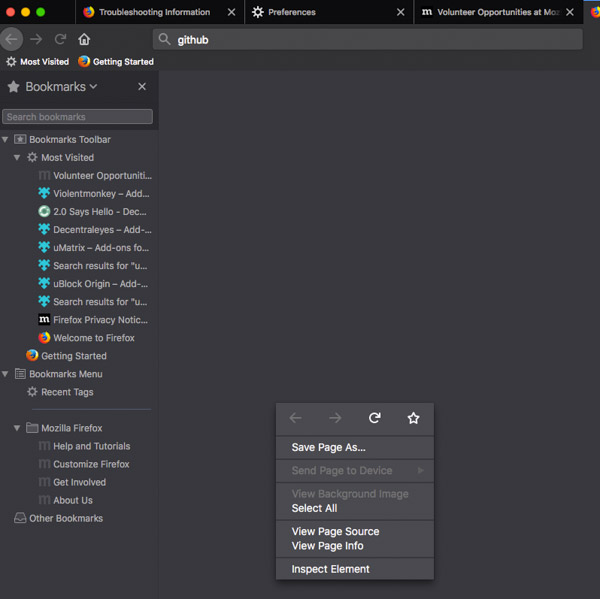 Troubleshooting Information
Preferences
Volunteer Opportunities at Moz
github
Most Visited
Getting Started
Bookmarks
Search bookmarks
Bookmarks Toolbar
Most Visited
Volunteer Opportuniti...
Violentmonkey – Add...
2.0 Says Hello - Dec...
Decentraleyes – Add-...
uMatrix – Add-ons fo...
Search results for "u...
uBlock Origin – Add-...
Search results for "u...
Firefox Privacy Notic...
Welcome to Firefox
Getting Started
Bookmarks Menu
Recent Tags
Mozilla Firefox
Help and Tutorials
Customize Firefox
Get Involved
About Us
Other Bookmarks
Save Page As...
Send Page to Device
View Background Image
Select All
View Page Source
View Page Info
Inspect Element